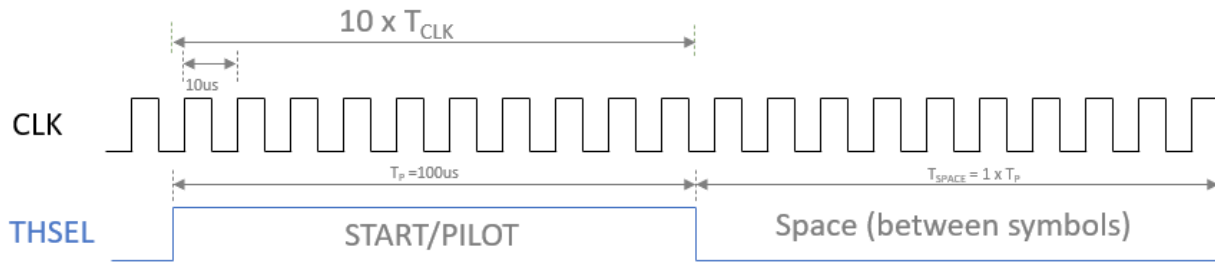 10 x TCLK
10us
CLK
TP =100us
TSPACE = 1 x TP
THSEL
START/PILOT
Space (between symbols)